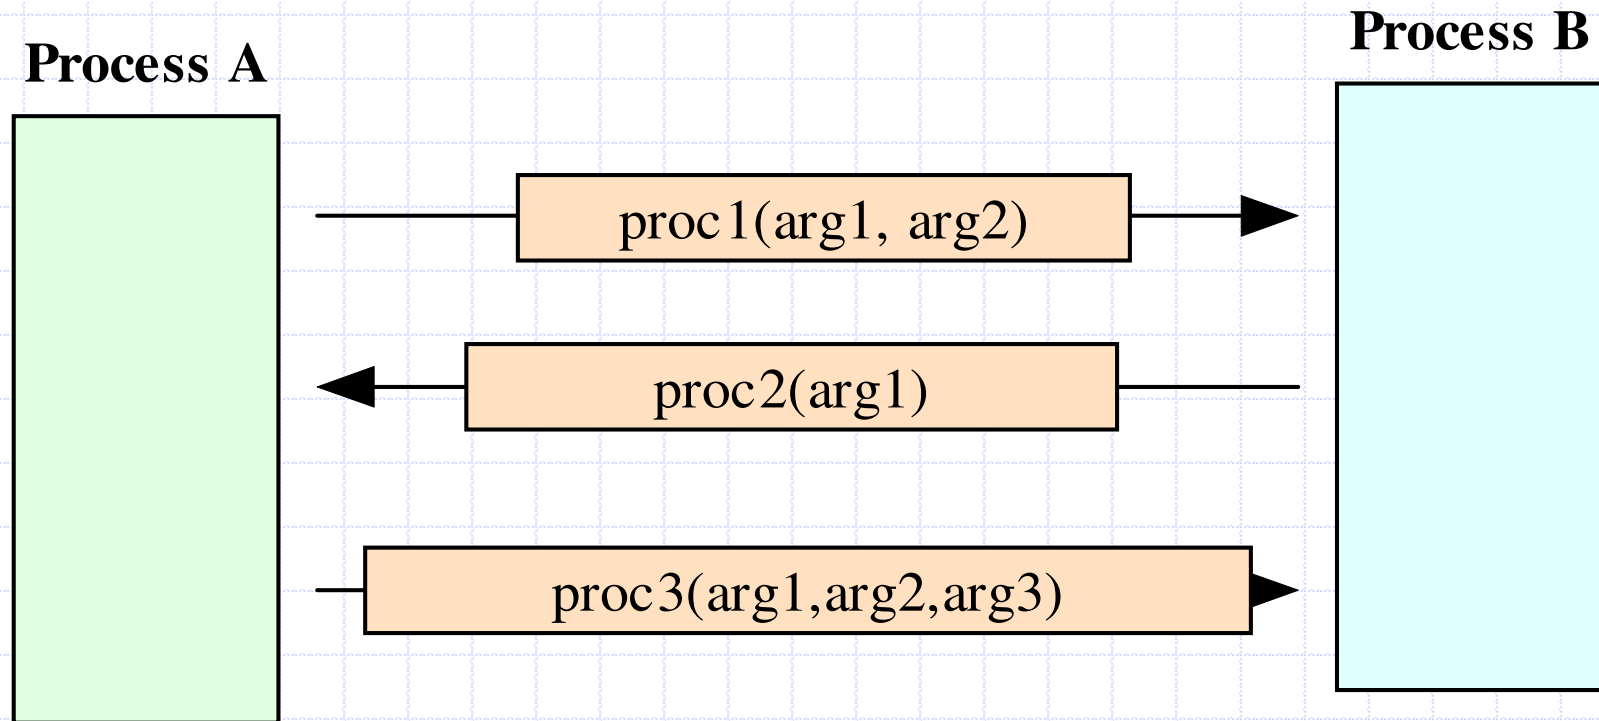 Process A
Process B
proc1(arg1, arg2)
proc2(arg1)
proc3(arg1,arg2,arg3)